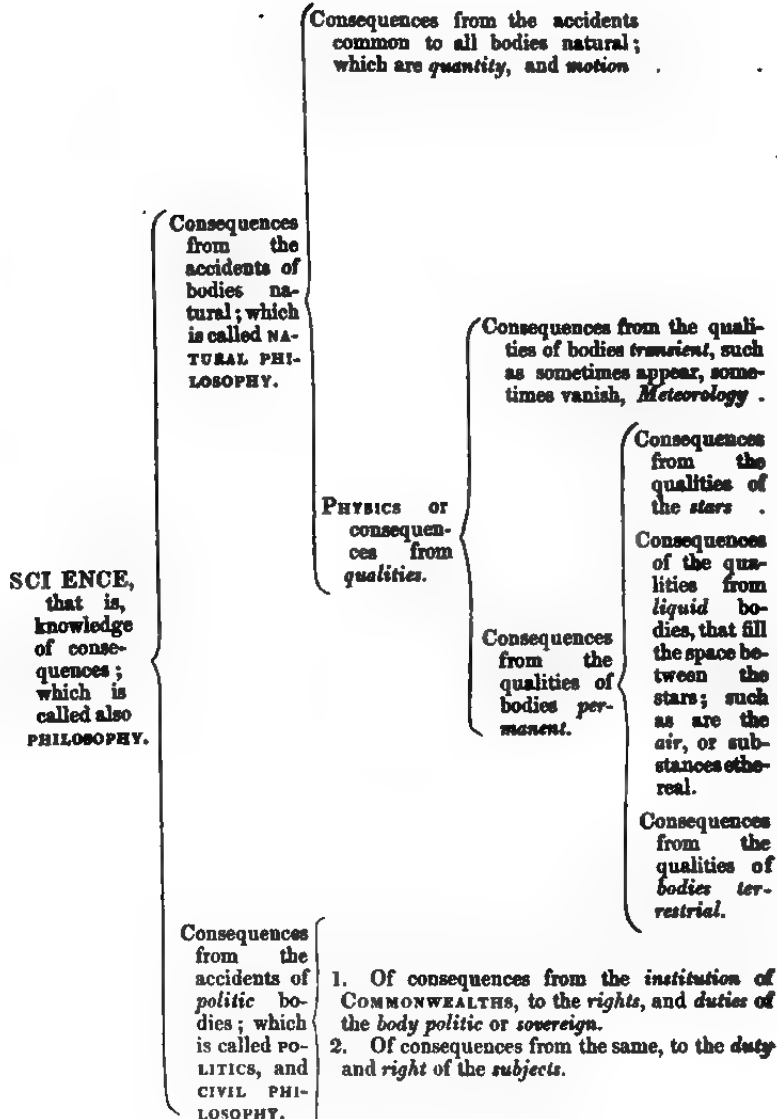 Consequences from the accidents
common to all bodies natural;
which are quantity, and motion .
Consequences
from the
accidents of
bodies na-
tural; which
is called NA-
TURAL PHI-
LOSOPHY.
Consequences from the quali-
ties of bodies transient, such
as sometimes appear, some-
times vanish, Meteorology .
PHYSICS or
consequen-
ces from
qualities.
Consequences
from the
qualities of
the stars .
Consequences
of the qua-
lities from
liquid bo-
dies, that fill
the space be-
tween the
stars; such
as are the
air, or sub-
stances ethe-
real.
Consequences
from the
qualities of
bodies per-
manent.
Consequences
from the
qualities of
bodies ter-
restrial.
SCI ENCE,
that is,
knowledge
of conse-
quences;
which is
called also
PHILOSOPHY.
Consequences
from the
accidents of
politic bo-
dies; which
is called PO-
LITICS, and
CIVIL PHI-
LOSOPHY.
1. Of consequences from the institution of
COMMONWEALTHS, to the rights, and duties of
the body politic or sovereign.
2. Of consequences from the same, to the duty
and right of the subjects.